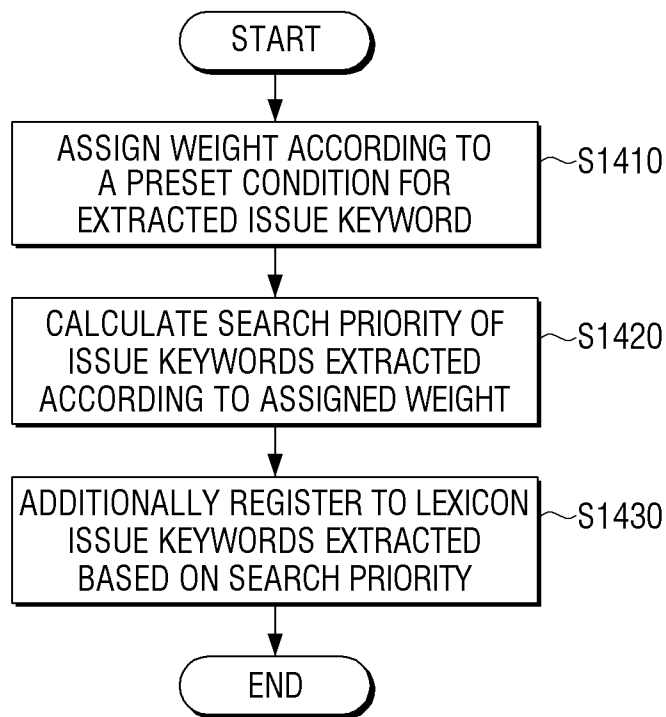 START
ASSIGN WEIGHT ACCORDING TO
A PRESET CONDITION FOR
EXTRACTED ISSUE KEYWORD
S1410
CALCULATE SEARCH PRIORITY OF
ISSUE KEYWORDS EXTRACTED
ACCORDING TO ASSIGNED WEIGHT
S1420
ADDITIONALLY REGISTER TO LEXICON
ISSUE KEYWORDS EXTRACTED
BASED ON SEARCH PRIORITY
S1430
END